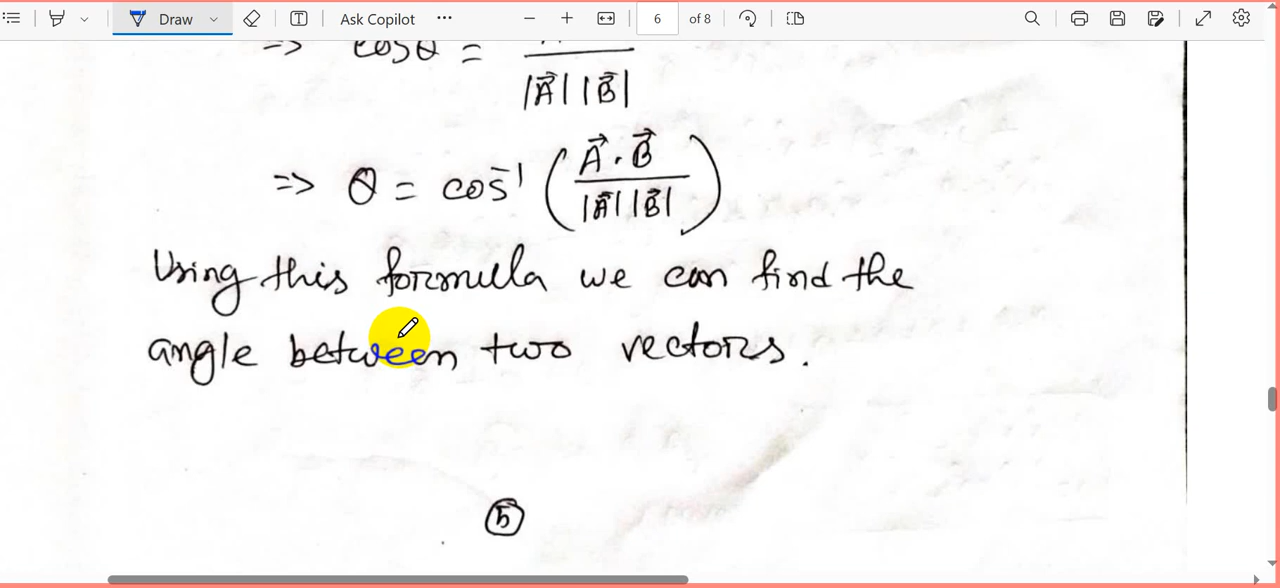 Draw
Ask Copilot
6 of 8
=> cosθ =
|A⃗| |B⃗|
=> θ = cos⁻¹ ( A⃗ . B⃗ / |A⃗| |B⃗| )
Using this formula we can find the
angle between two vectors.
5